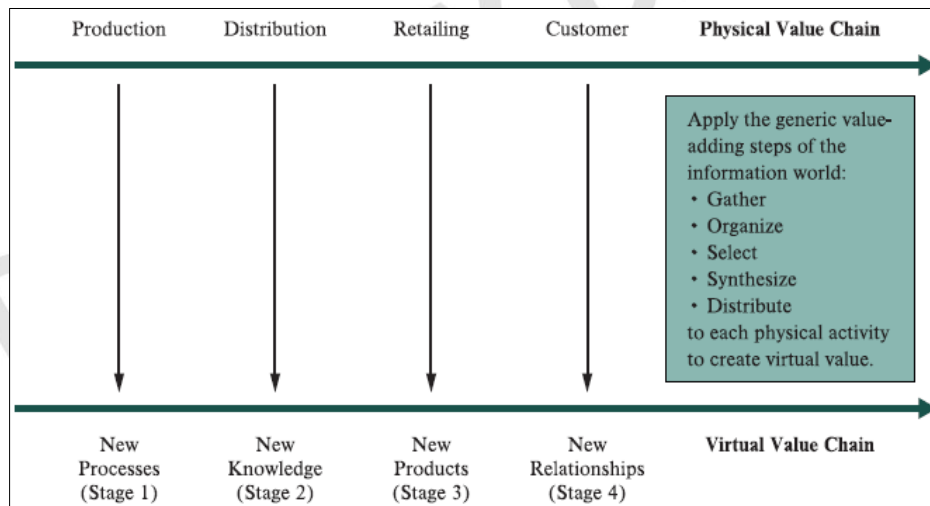 Production Distribution Retailing Customer Physical Value Chain
Apply the generic value-
adding steps of the
information world:
• Gather
• Organize
• Select
• Synthesize
• Distribute
to each physical activity
to create virtual value.
New New New New Virtual Value Chain
Processes Knowledge Products Relationships
(Stage 1) (Stage 2) (Stage 3) (Stage 4)